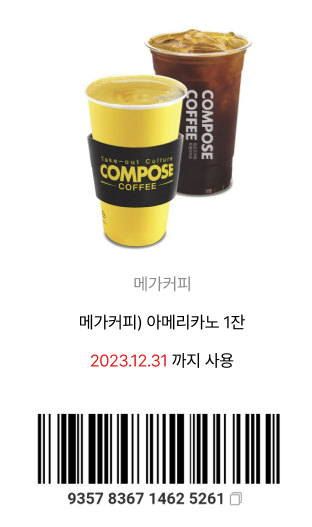 COMPOSE
COFFEE
Take-out Culture
COMPOSE
COFFEE
메가커피
메가커피) 아메리카노 1잔
2023.12.31 까지 사용
9357 8367 1462 5261